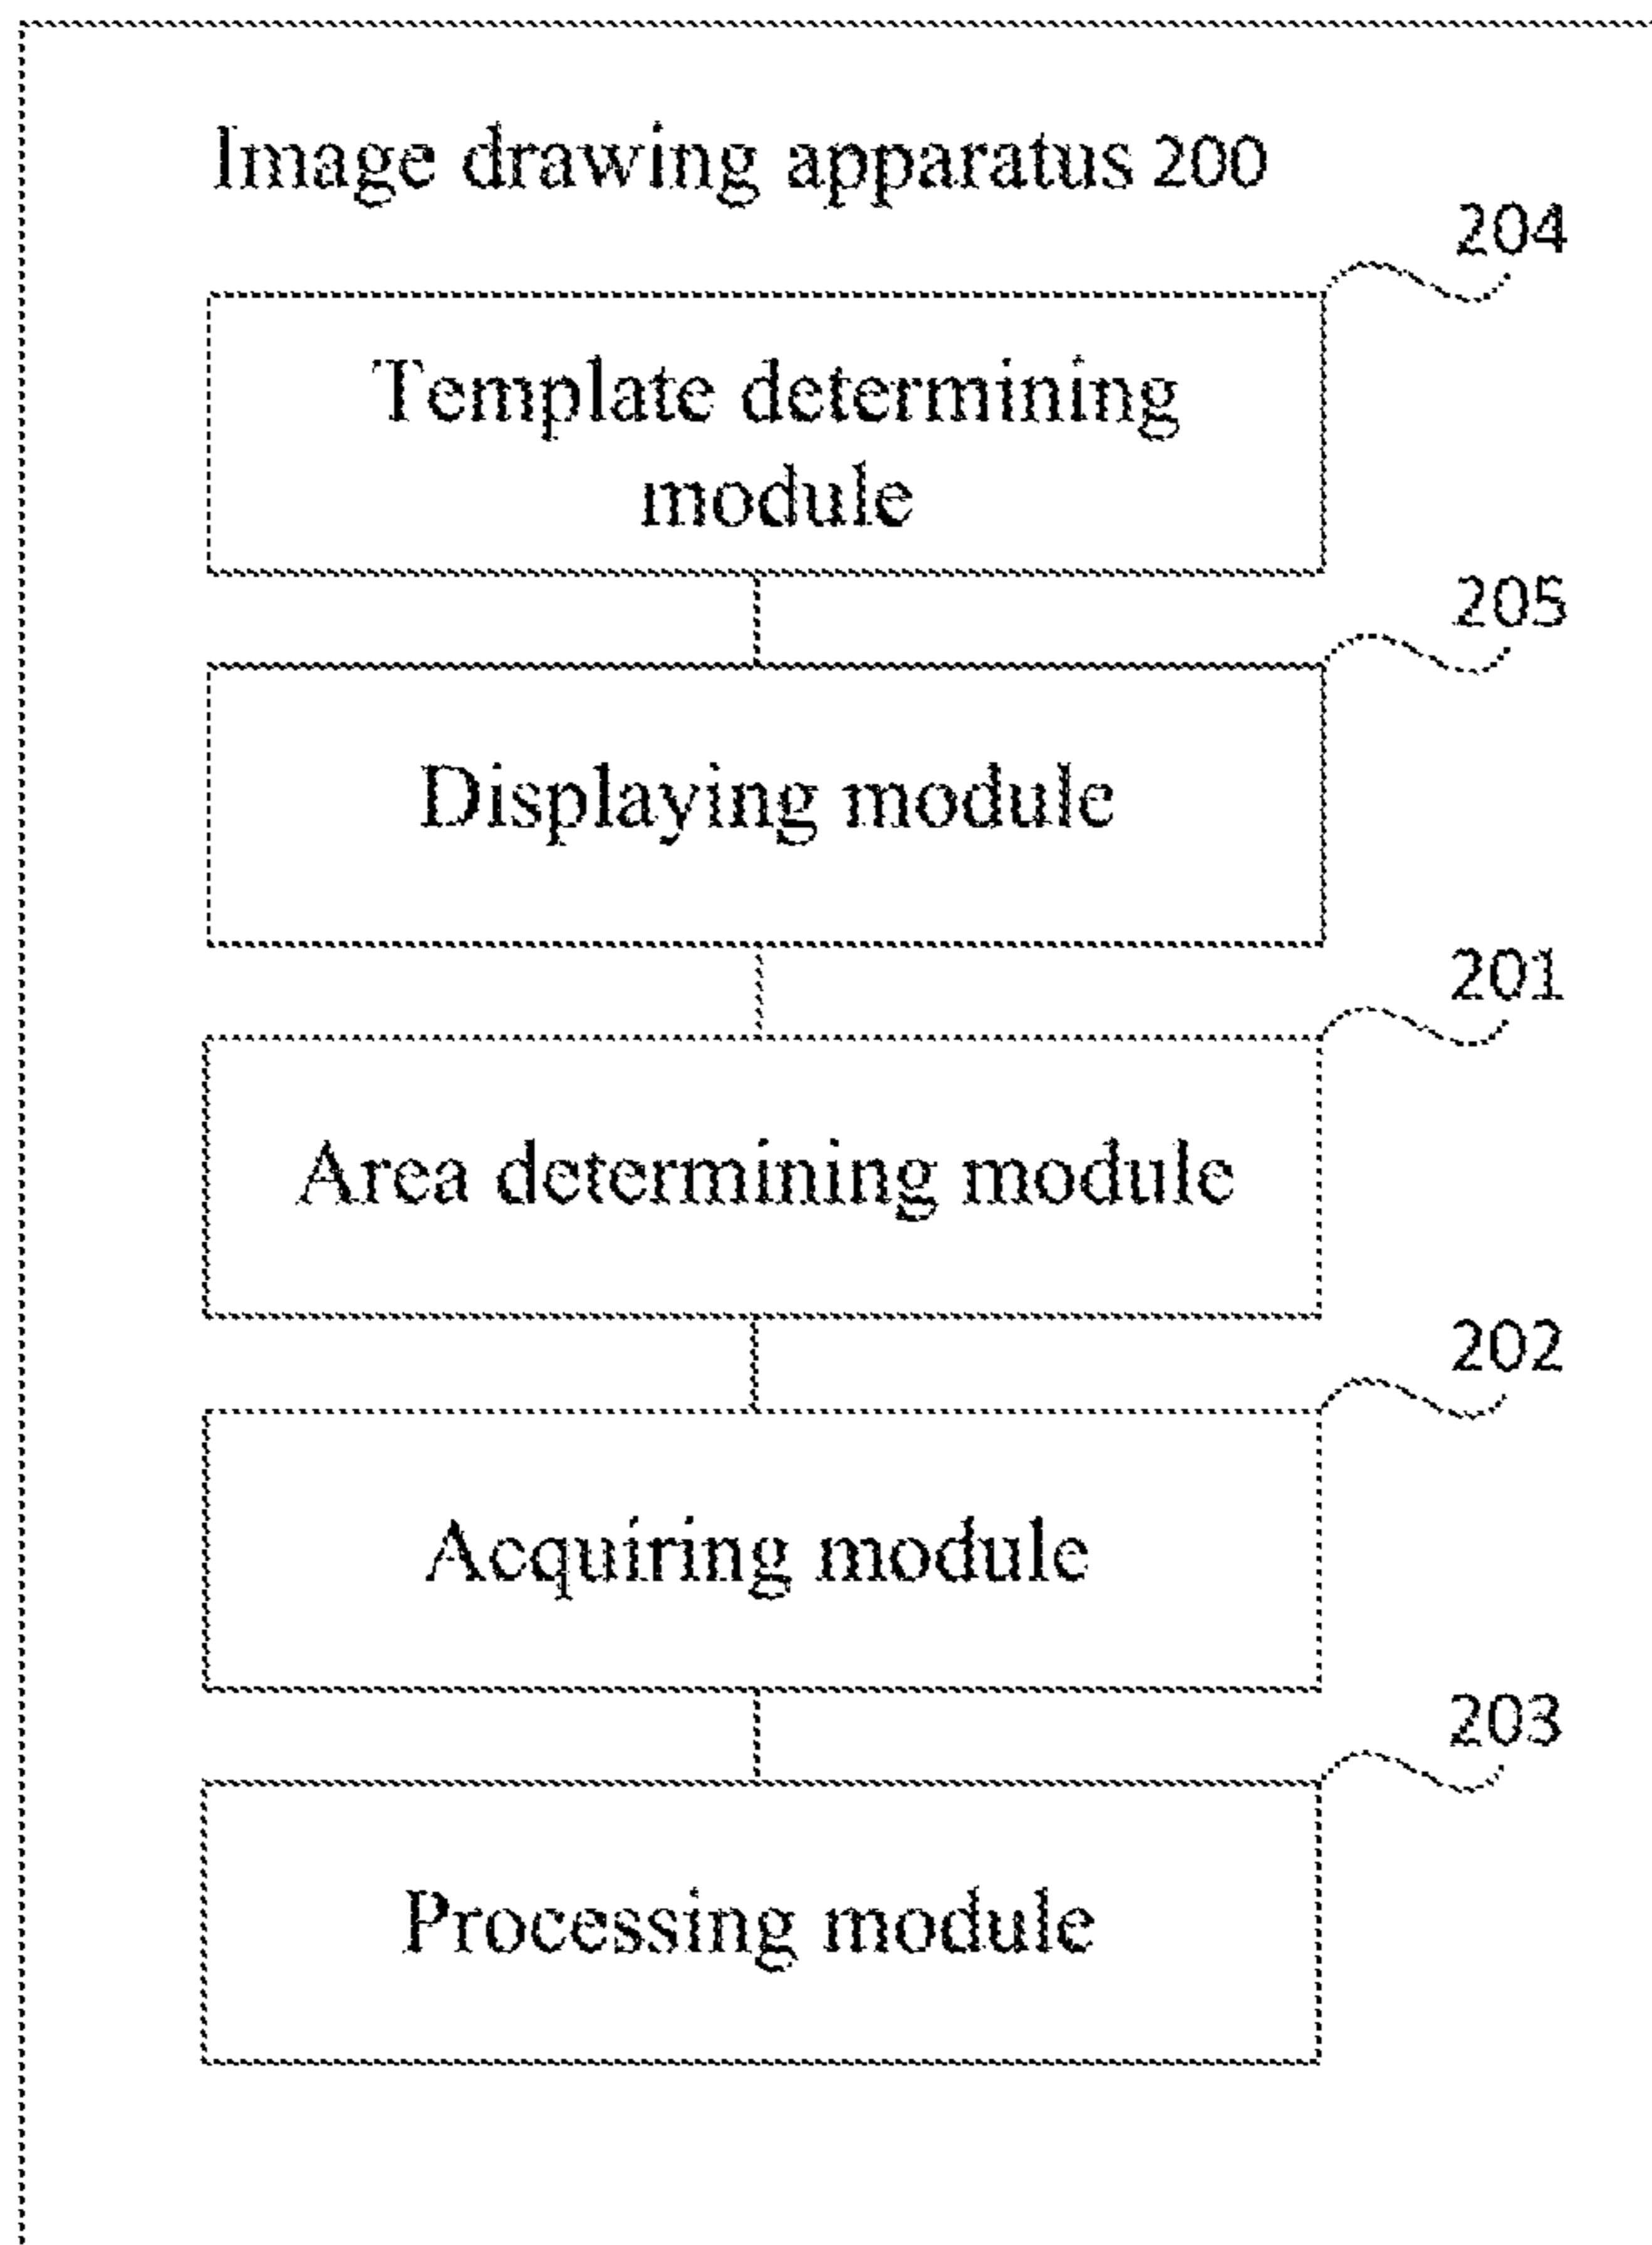 Image drawing apparatus 200
204
Template determining
module
205
Displaying module
201
Area determining module
202
Acquiring module
203
Processing module